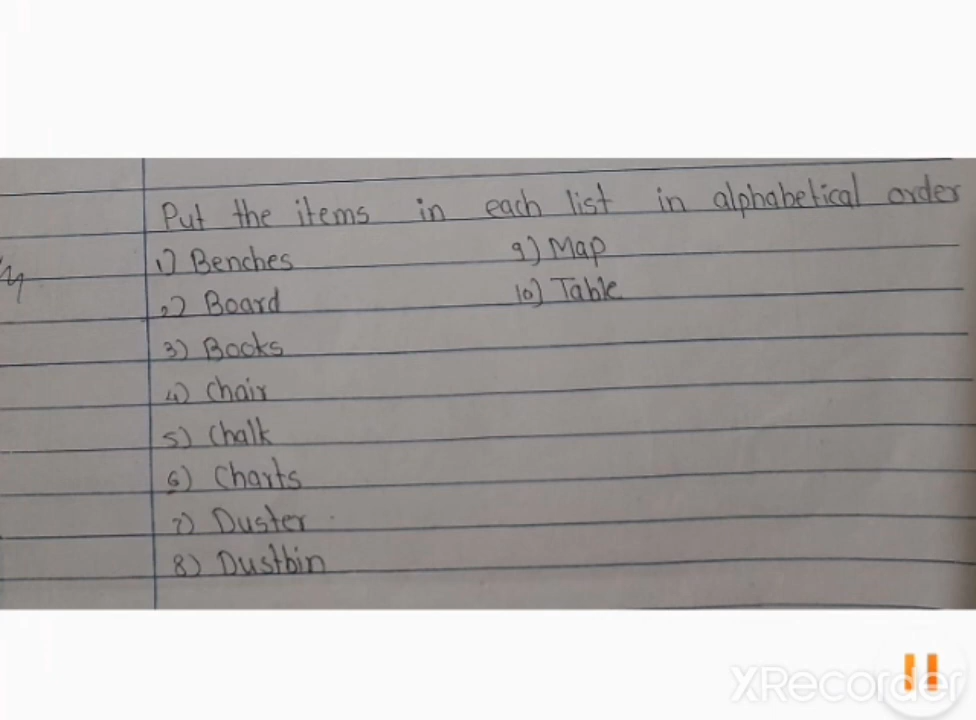 Put the items in each list in alphabetical order
1) Benches
2) Board
3) Books
4) Chair
5) Chalk
6) Charts
7) Duster
8) Dustbin
9) Map
10) Table
XRecorder